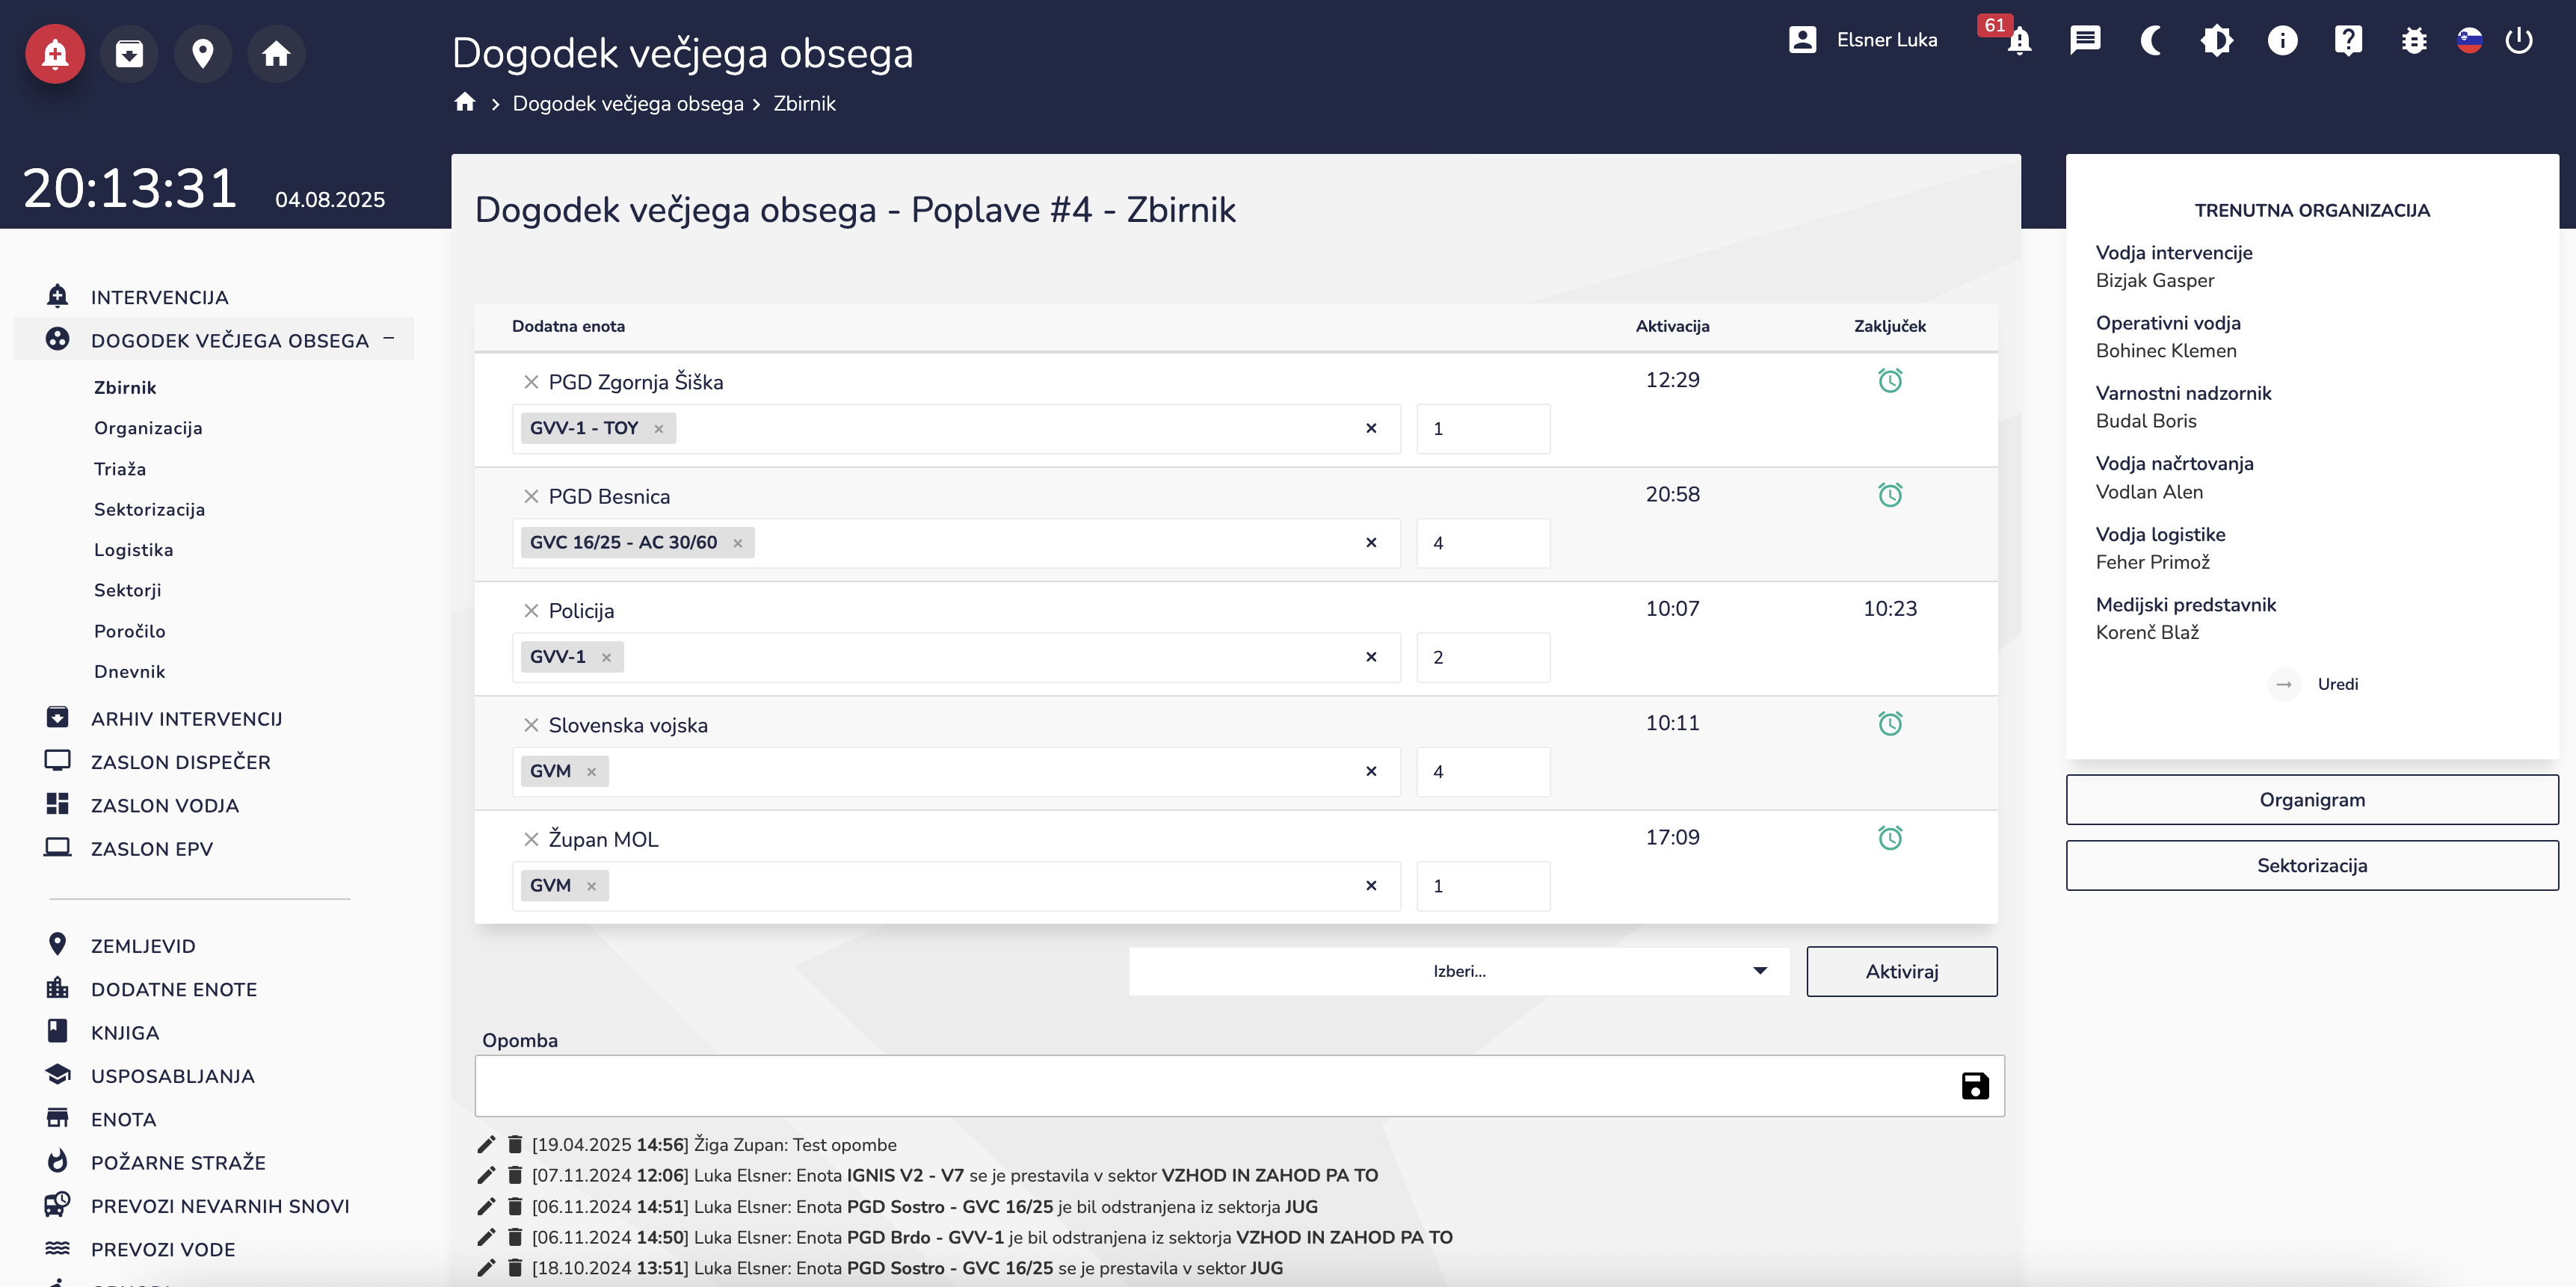 Dogodek večjega obsega
Elsner Luka
61
Dogodek večjega obsega > Zbirnik
20:13:31 04.08.2025
INTERVENCIJA
DOGODEK VEČJEGA OBSEGA –
Zbirnik
Organizacija
Triaža
Sektorizacija
Logistika
Sektorji
Poročilo
Dnevnik
ARHIV INTERVENCIJ
ZASLON DISPEČER
ZASLON VODJA
ZASLON EPV
ZEMLJEVID
DODATNE ENOTE
KNJIGA
USPOSABLJANJA
ENOTA
POŽARNE STRAŽE
PREVOZI NEVARNIH SNOVI
PREVOZI VODE
Dogodek večjega obsega - Poplave #4 - Zbirnik
Dodatna enota Aktivacija Zaključek
× PGD Zgornja Šiška 12:29
GVV-1 - TOY × × 1
× PGD Besnica 20:58
GVC 16/25 - AC 30/60 × × 4
× Policija 10:07 10:23
GVV-1 × × 2
× Slovenska vojska 10:11
GVM × × 4
× Župan MOL 17:09
GVM × × 1
Izberi... Aktiviraj
Opomba
[19.04.2025 14:56] Žiga Zupan: Test opombe
[07.11.2024 12:06] Luka Elsner: Enota IGNIS V2 - V7 se je prestavila v sektor VZHOD IN ZAHOD PA TO
[06.11.2024 14:51] Luka Elsner: Enota PGD Sostro - GVC 16/25 je bil odstranjena iz sektorja JUG
[06.11.2024 14:50] Luka Elsner: Enota PGD Brdo - GVV-1 je bil odstranjena iz sektorja VZHOD IN ZAHOD PA TO
[18.10.2024 13:51] Luka Elsner: Enota PGD Sostro - GVC 16/25 se je prestavila v sektor JUG
TRENUTNA ORGANIZACIJA
Vodja intervencije
Bizjak Gasper
Operativni vodja
Bohinec Klemen
Varnostni nadzornik
Budal Boris
Vodja načrtovanja
Vodlan Alen
Vodja logistike
Feher Primož
Medijski predstavnik
Korenč Blaž
→ Uredi
Organigram
Sektorizacija